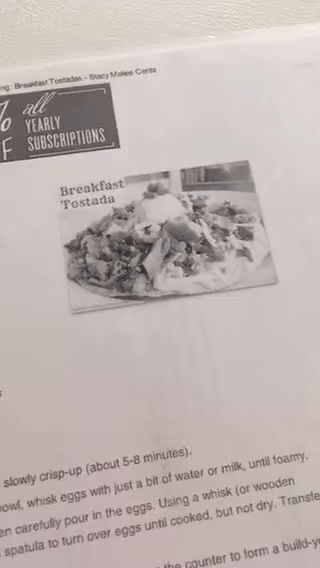 ng: Breakfast Tostadas - Stacy Makes Cents
% all
YEARLY
F SUBSCRIPTIONS
Breakfast
Tostada
s
slowly crisp-up (about 5-8 minutes).
owl, whisk eggs with just a bit of water or milk, until foamy.
en carefully pour in the eggs. Using a whisk (or wooden
spatula to turn over eggs until cooked, but not dry. Transfe
the counter to form a build-yo